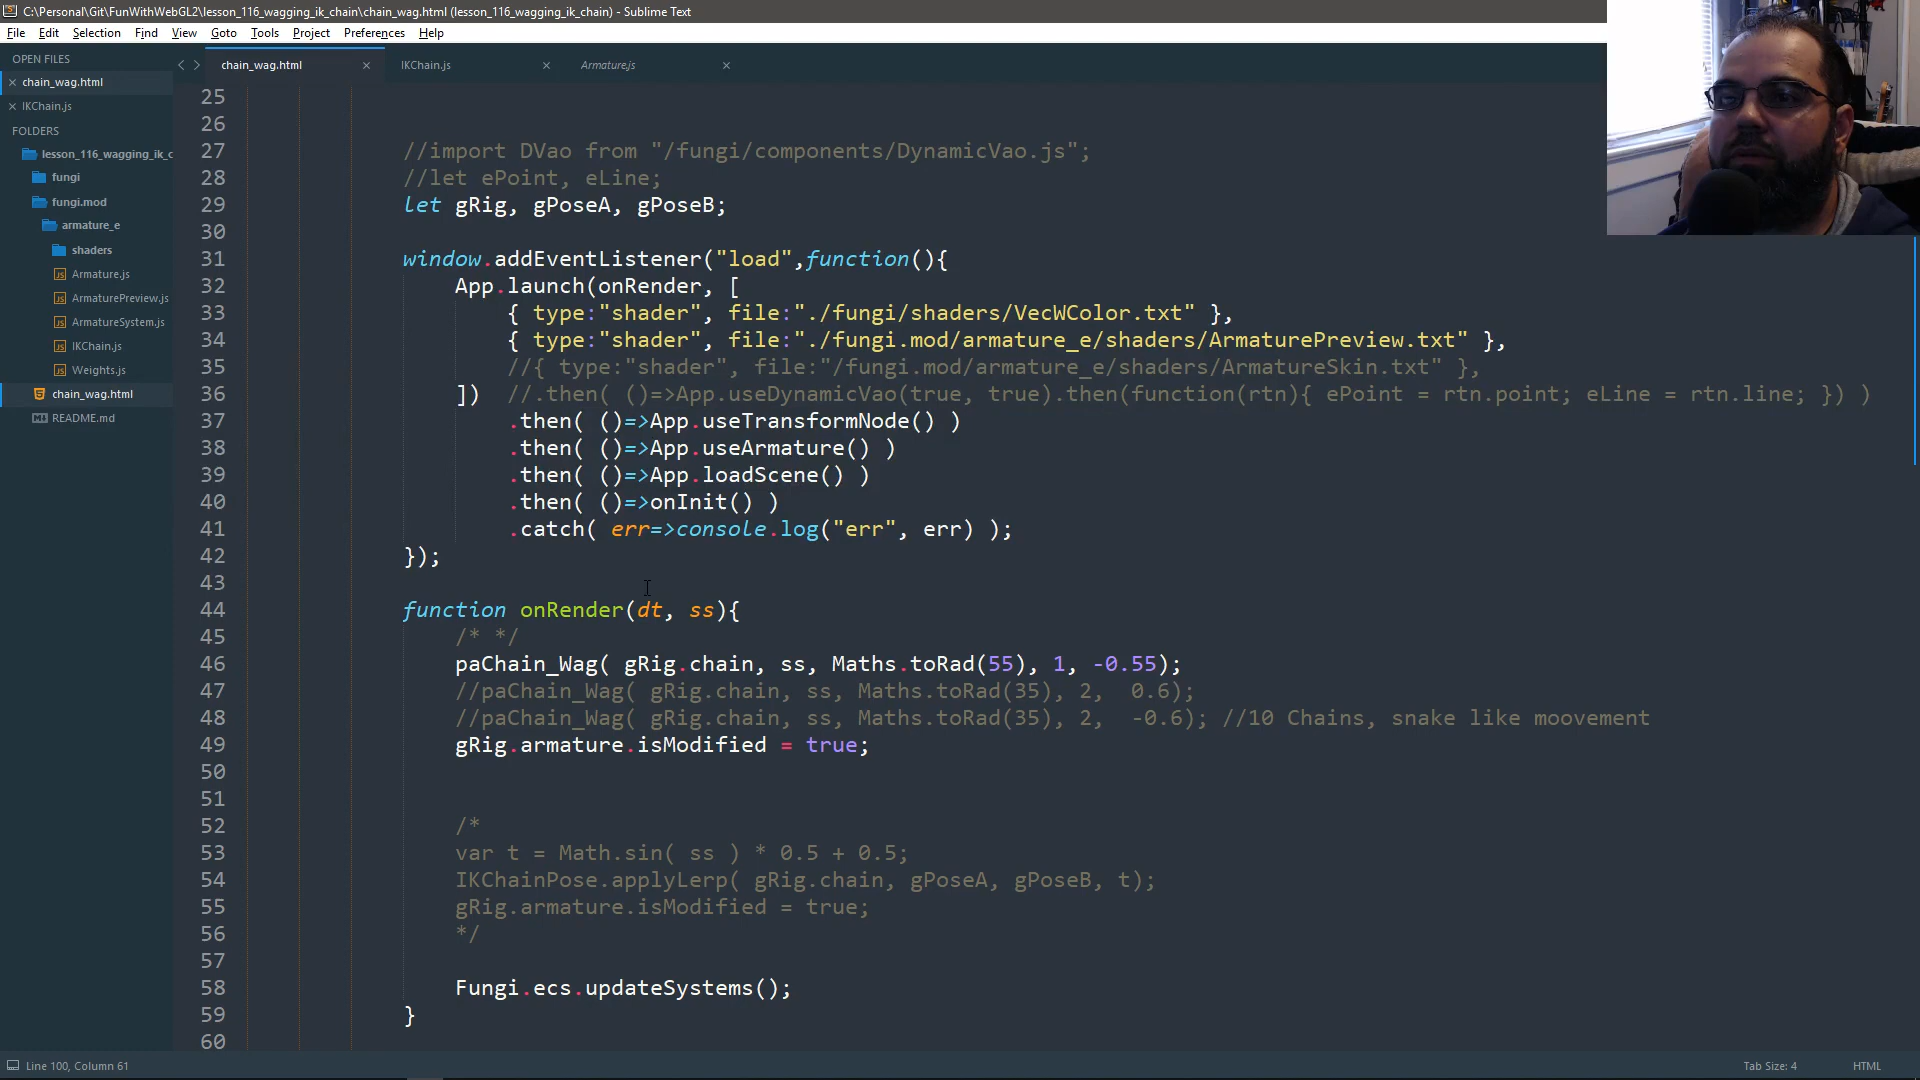 C:\Personal\Git\FunWithWebGL2\lesson_116_wagging_ik_chain\chain_wag.html (lesson_116_wagging_ik_chain) - Sublime Text
File Edit Selection Find View Goto Tools Project Preferences Help
OPEN FILES
chain_wag.html
IKChain.js
FOLDERS
lesson_116_wagging_ik_c
fungi
fungi.mod
armature_e
shaders
Armature.js
ArmaturePreview.js
ArmatureSystem.js
IKChain.js
Weights.js
chain_wag.html
README.md
chain_wag.html IKChain.js Armature.js
25
26
27 //import DVao from "/fungi/components/DynamicVao.js";
28 //let ePoint, eLine;
29 let gRig, gPoseA, gPoseB;
30
31 window.addEventListener("load",function(){
32 App.launch(onRender, [
33 { type:"shader", file:"./fungi/shaders/VecWColor.txt" },
34 { type:"shader", file:"./fungi.mod/armature_e/shaders/ArmaturePreview.txt" },
35 //{ type:"shader", file:"/fungi.mod/armature_e/shaders/ArmatureSkin.txt" },
36 ]) //.then( ()=>App.useDynamicVao(true, true).then(function(rtn){ ePoint = rtn.point; eLine = rtn.line; }) )
37 .then( ()=>App.useTransformNode() )
38 .then( ()=>App.useArmature() )
39 .then( ()=>App.loadScene() )
40 .then( ()=>onInit() )
41 .catch( err=>console.log("err", err) );
42 });
43
44 function onRender(dt, ss){
45 /* */
46 paChain_Wag( gRig.chain, ss, Maths.toRad(55), 1, -0.55);
47 //paChain_Wag( gRig.chain, ss, Maths.toRad(35), 2, 0.6);
48 //paChain_Wag( gRig.chain, ss, Maths.toRad(35), 2, -0.6); //10 Chains, snake like moovement
49 gRig.armature.isModified = true;
50
51
52 /*
53 var t = Math.sin( ss ) * 0.5 + 0.5;
54 IKChainPose.applyLerp( gRig.chain, gPoseA, gPoseB, t);
55 gRig.armature.isModified = true;
56 */
57
58 Fungi.ecs.updateSystems();
59 }
60
Line 100, Column 61 Tab Size: 4 HTML